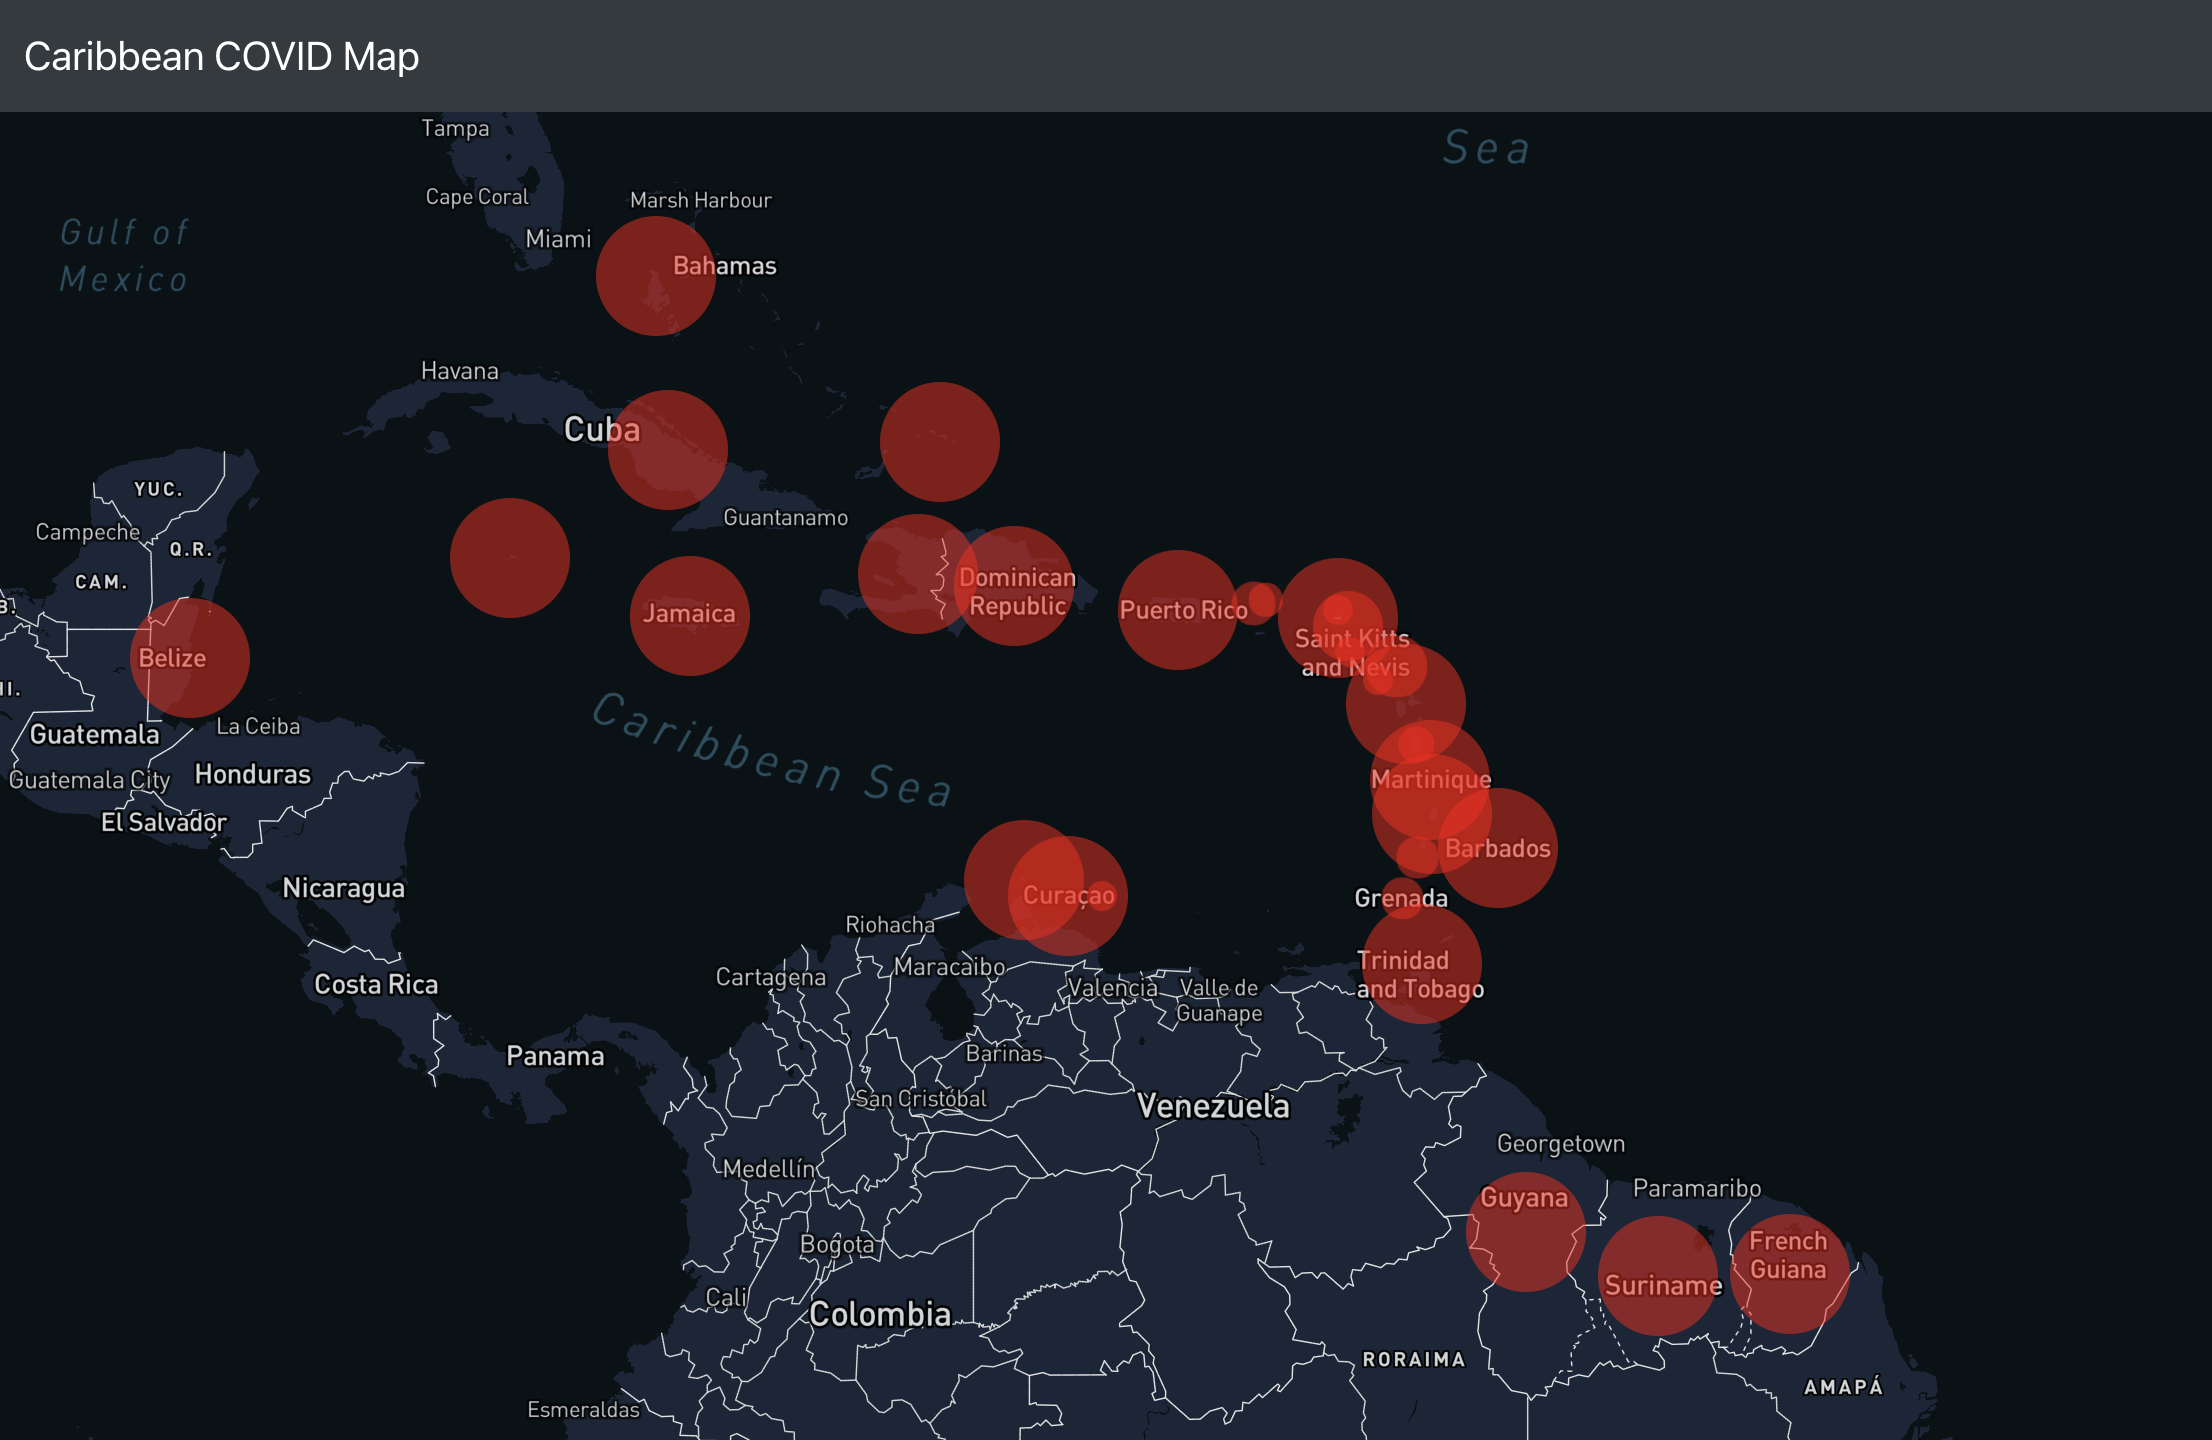 Caribbean COVID Map
Tampa
Sea
Cape Coral
Marsh Harbour
Gulf of
Mexico
Miami
Bahamas
Havana
Cuba
YUC.
Campeche
Q.R.
Guantanamo
CAM.
B.
Dominican
Republic
Jamaica
Puerto Rico
Saint Kitts
and Nevis
Belize
HI.
Caribbean Sea
Guatemala
La Ceiba
Guatemala City
Honduras
Martinique
El Salvador
Barbados
Nicaragua
Curaçao
Grenada
Riohacha
Maracaibo
Cartagena
Trinidad
and Tobago
Costa Rica
Valencia
Valle de
Guanape
Panama
Barinas
San Cristóbal
Venezuela
Georgetown
Medellín
Guyana
Paramaribo
Bogota
French
Guiana
Suriname
Cali
Colombia
RORAIMA
AMAPÁ
Esmeraldas